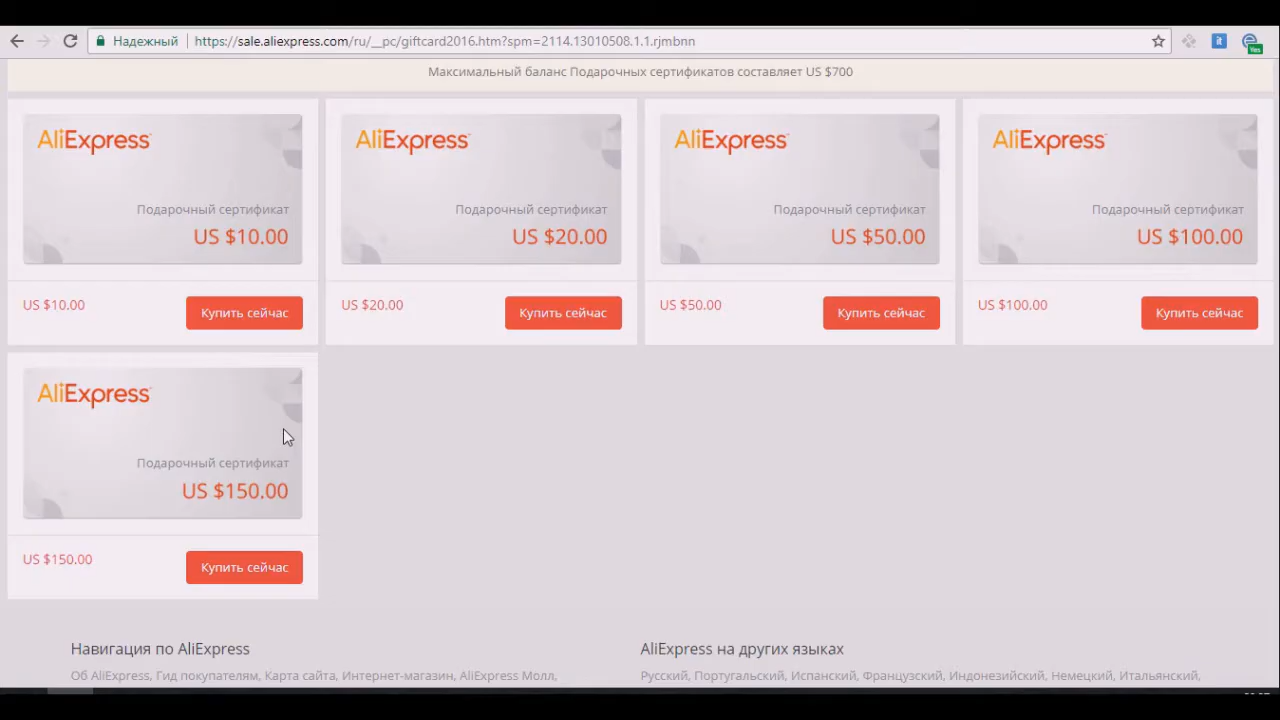 Надежный
https://sale.aliexpress.com/ru/__pc/giftcard2016.htm?spm=2114.13010508.1.1.rjmbnn
it
Yes
Максимальный баланс Подарочных сертификатов составляет US $700
AliExpress
Подарочный сертификат
US $10.00
US $10.00
Купить сейчас
AliExpress
Подарочный сертификат
US $20.00
US $20.00
Купить сейчас
AliExpress
Подарочный сертификат
US $50.00
US $50.00
Купить сейчас
AliExpress
Подарочный сертификат
US $100.00
US $100.00
Купить сейчас
AliExpress
Подарочный сертификат
US $150.00
US $150.00
Купить сейчас
Навигация по AliExpress
Об AliExpress, Гид покупателям, Карта сайта, Интернет-магазин, AliExpress Молл,
AliExpress на других языках
Русский, Португальский, Испанский, Французский, Индонезийский, Немецкий, Итальянский,